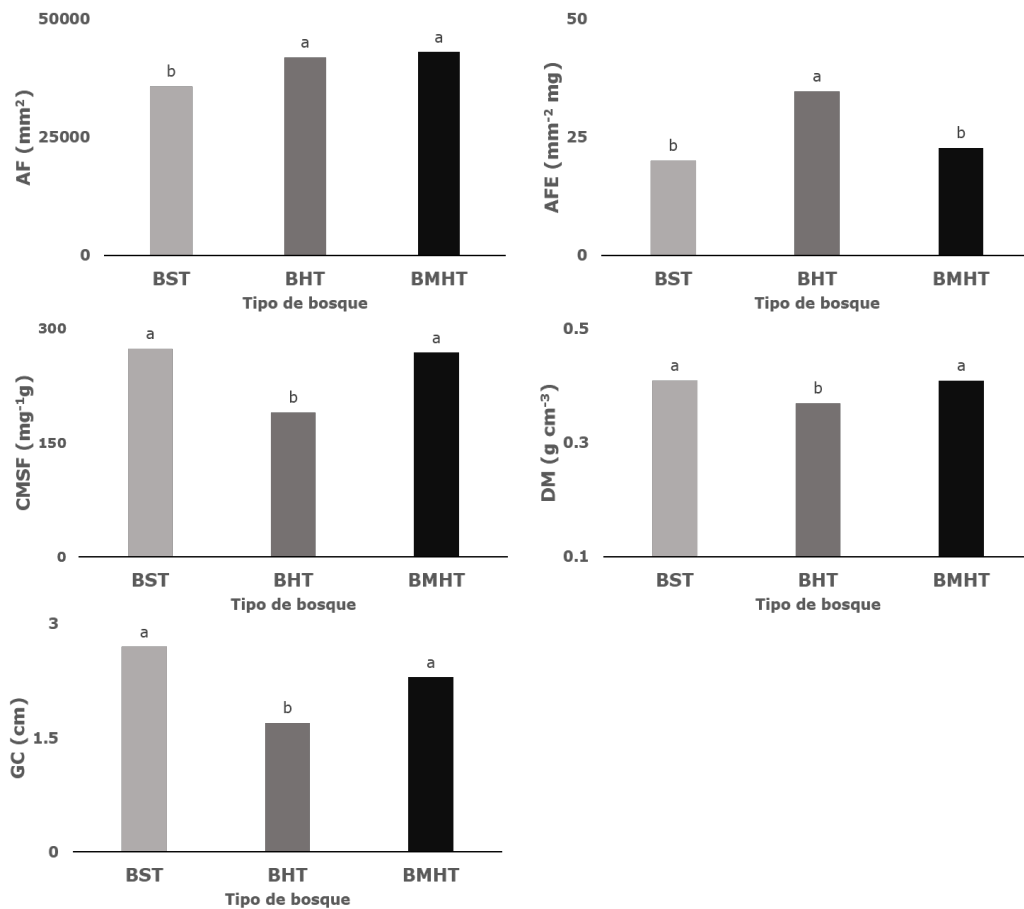 50000
25000
0
AF (mm²)
b
a
a
BST
BHT
BMHT
Tipo de bosque
50
25
0
AFE (mm⁻² mg)
b
a
b
BST
BHT
BMHT
Tipo de bosque
300
150
0
CMSF (mg⁻¹g)
a
b
a
BST
BHT
BMHT
Tipo de bosque
0.5
0.3
0.1
DM (g cm⁻³)
a
b
a
BST
BHT
BMHT
Tipo de bosque
3
1.5
0
GC (cm)
a
b
a
BST
BHT
BMHT
Tipo de bosque